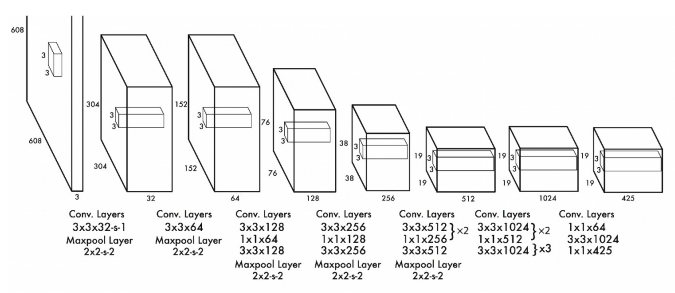 608
3
3
608
3
304
3
3
304
32
152
3
3
152
64
76
3
3
76
128
38
3
3
38
256
19
3
3
19
512
19
3
3
19
1024
19
3
3
19
425
Conv. Layers
3x3x32-s-1
Maxpool Layer
2x2-s-2
Conv. Layers
3x3x64
Maxpool Layer
2x2-s-2
Conv. Layers
3x3x128
1x1x64
3x3x128
Maxpool Layer
2x2-s-2
Conv. Layers
3x3x256
1x1x128
3x3x256
Maxpool Layer
2x2-s-2
Conv. Layers
3x3x512
1x1x256 } x2
3x3x512
Maxpool Layer
2x2-s-2
Conv. Layers
3x3x1024
1x1x512 } x2
3x3x1024 } x3
Conv. Layers
1x1x64
3x3x1024
1x1x425